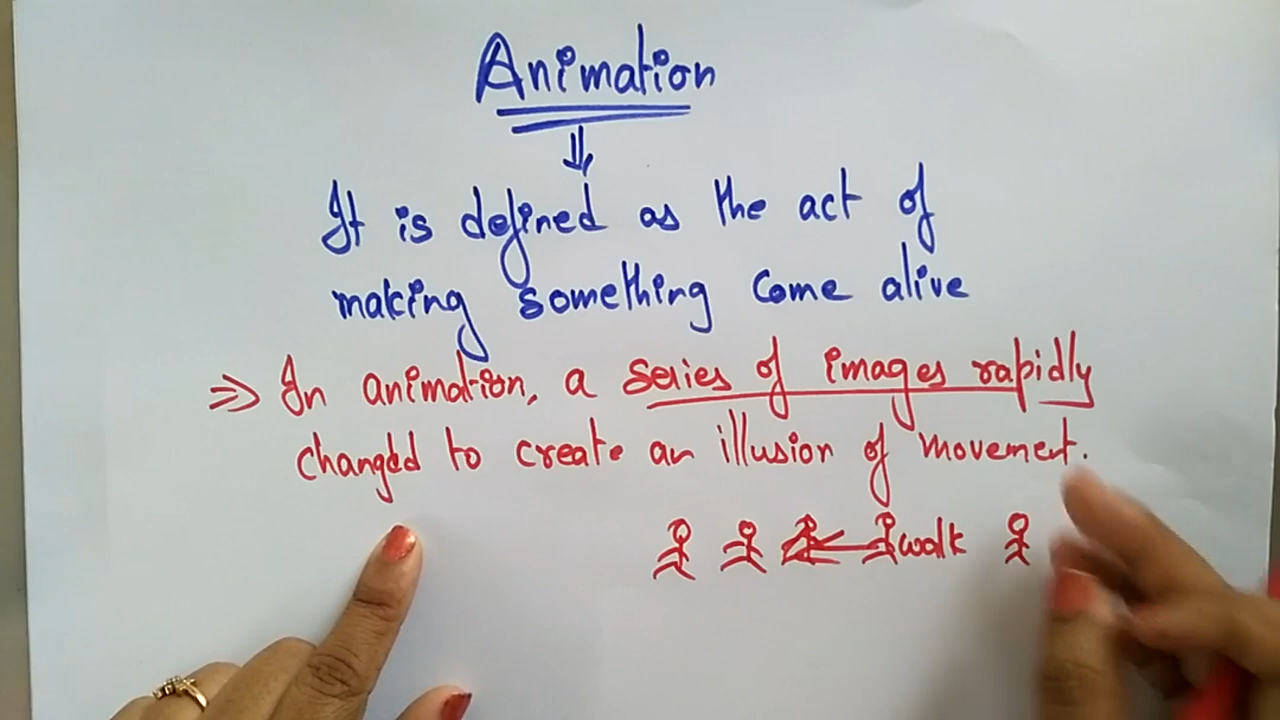 Animation
It is defined as the act of
making something come alive
⇒ In animation, a series of images rapidly
changed to create an illusion of movement.
walk